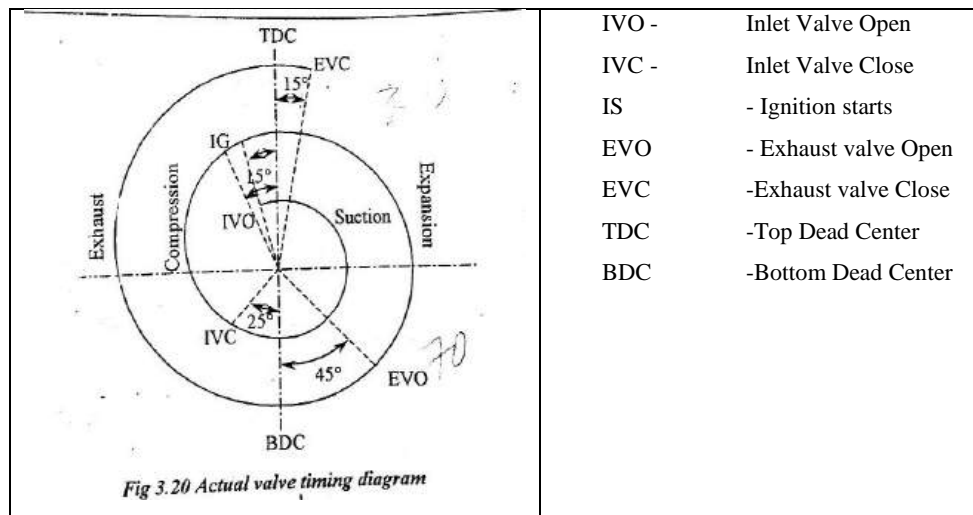 TDC
EVC
15°
IG
15°
IVO
Suction
Expansion
Compression
Exhaust
IVC
25°
45°
EVO
70
BDC
Fig 3.20 Actual valve timing diagram
IVO - Inlet Valve Open
IVC - Inlet Valve Close
IS - Ignition starts
EVO - Exhaust valve Open
EVC -Exhaust valve Close
TDC -Top Dead Center
BDC -Bottom Dead Center